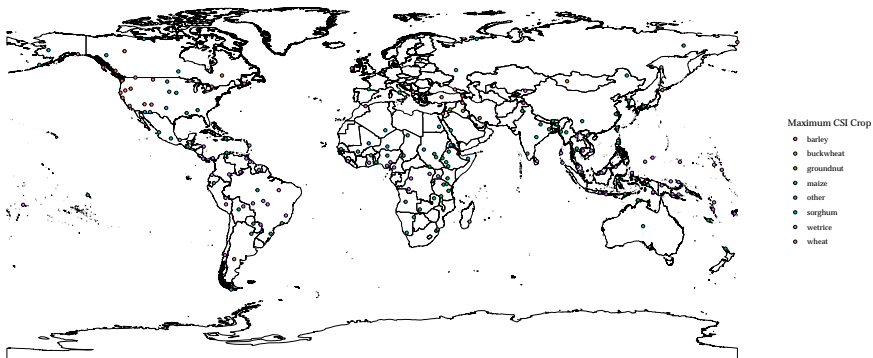 Maximum CSI Crop
barley
buckwheat
groundnut
maize
other
sorghum
wetrice
wheat